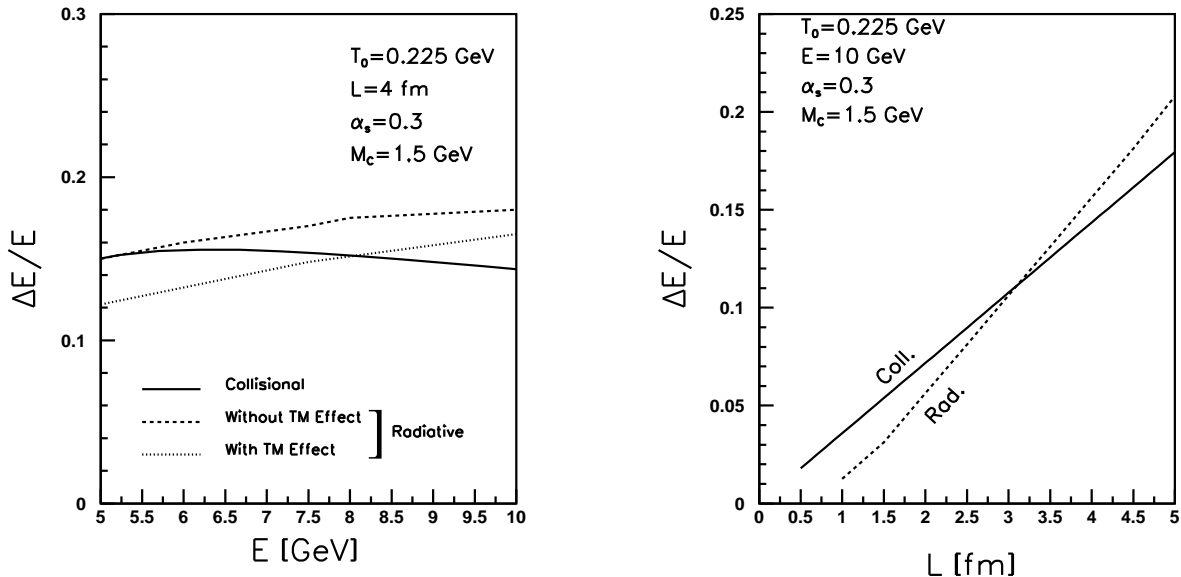 0.3
0.2
0.1
0
ΔE/E
T₀=0.225 GeV
L=4 fm
αₛ=0.3
M_C=1.5 GeV
Collisional
Without TM Effect
With TM Effect
Radiative
5 5.5 6 6.5 7 7.5 8 8.5 9 9.5 10
E [GeV]
0.25
0.2
0.15
0.1
0.05
0
ΔE/E
T₀=0.225 GeV
E=10 GeV
αₛ=0.3
M_C=1.5 GeV
Coll.
Rad.
0 0.5 1 1.5 2 2.5 3 3.5 4 4.5 5
L [fm]